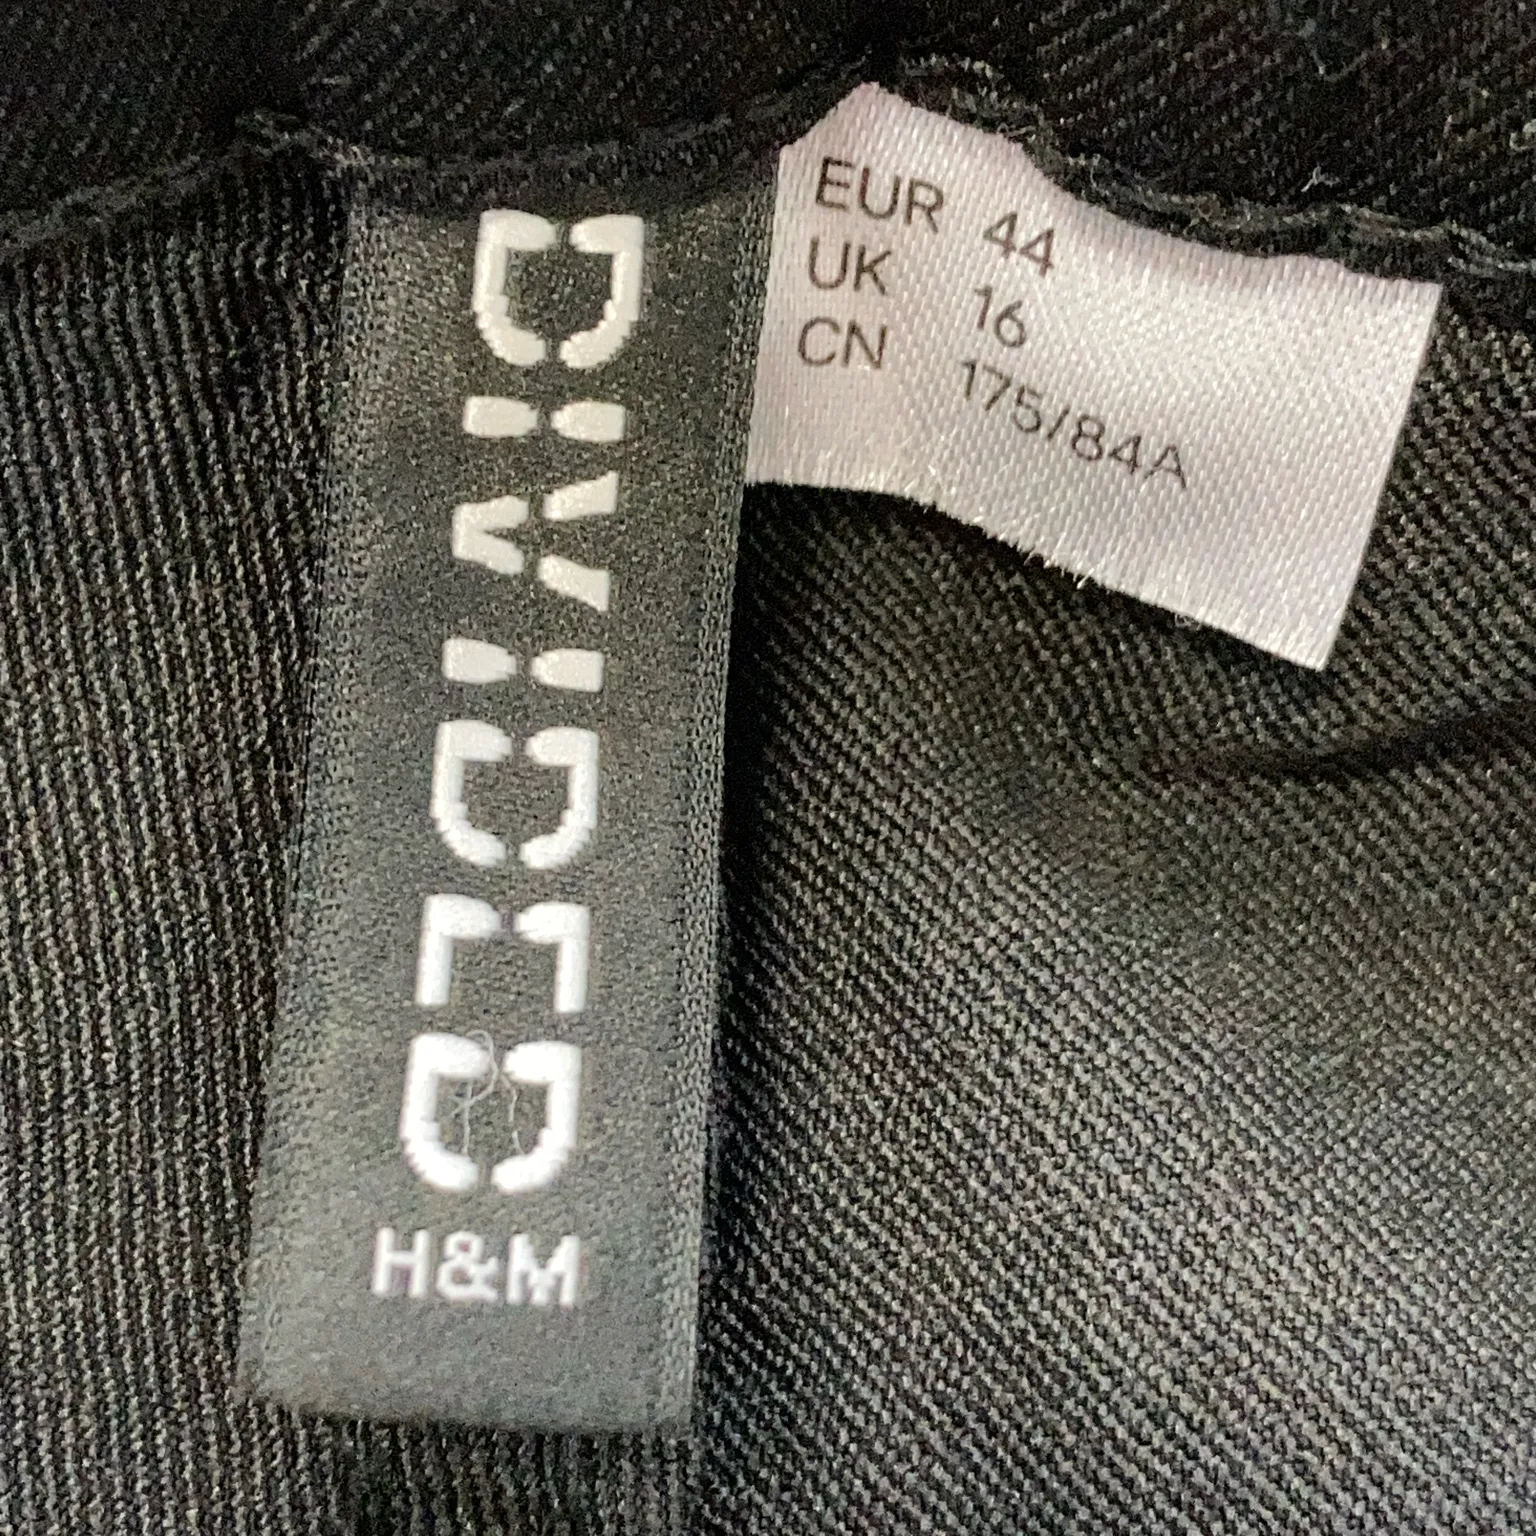 DIVIDED
H&M
EUR 44
UK 16
CN 175/84A